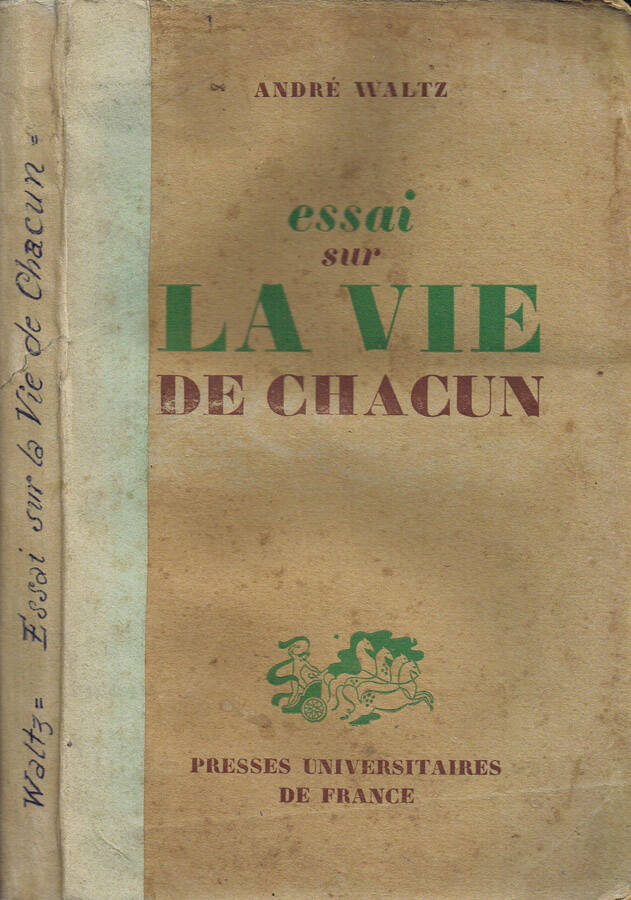 ANDRÉ WALTZ
essai
sur
LA VIE
DE CHACUN
PRESSES UNIVERSITAIRES
DE FRANCE
Waltz = Essai sur la Vie de Chacun =